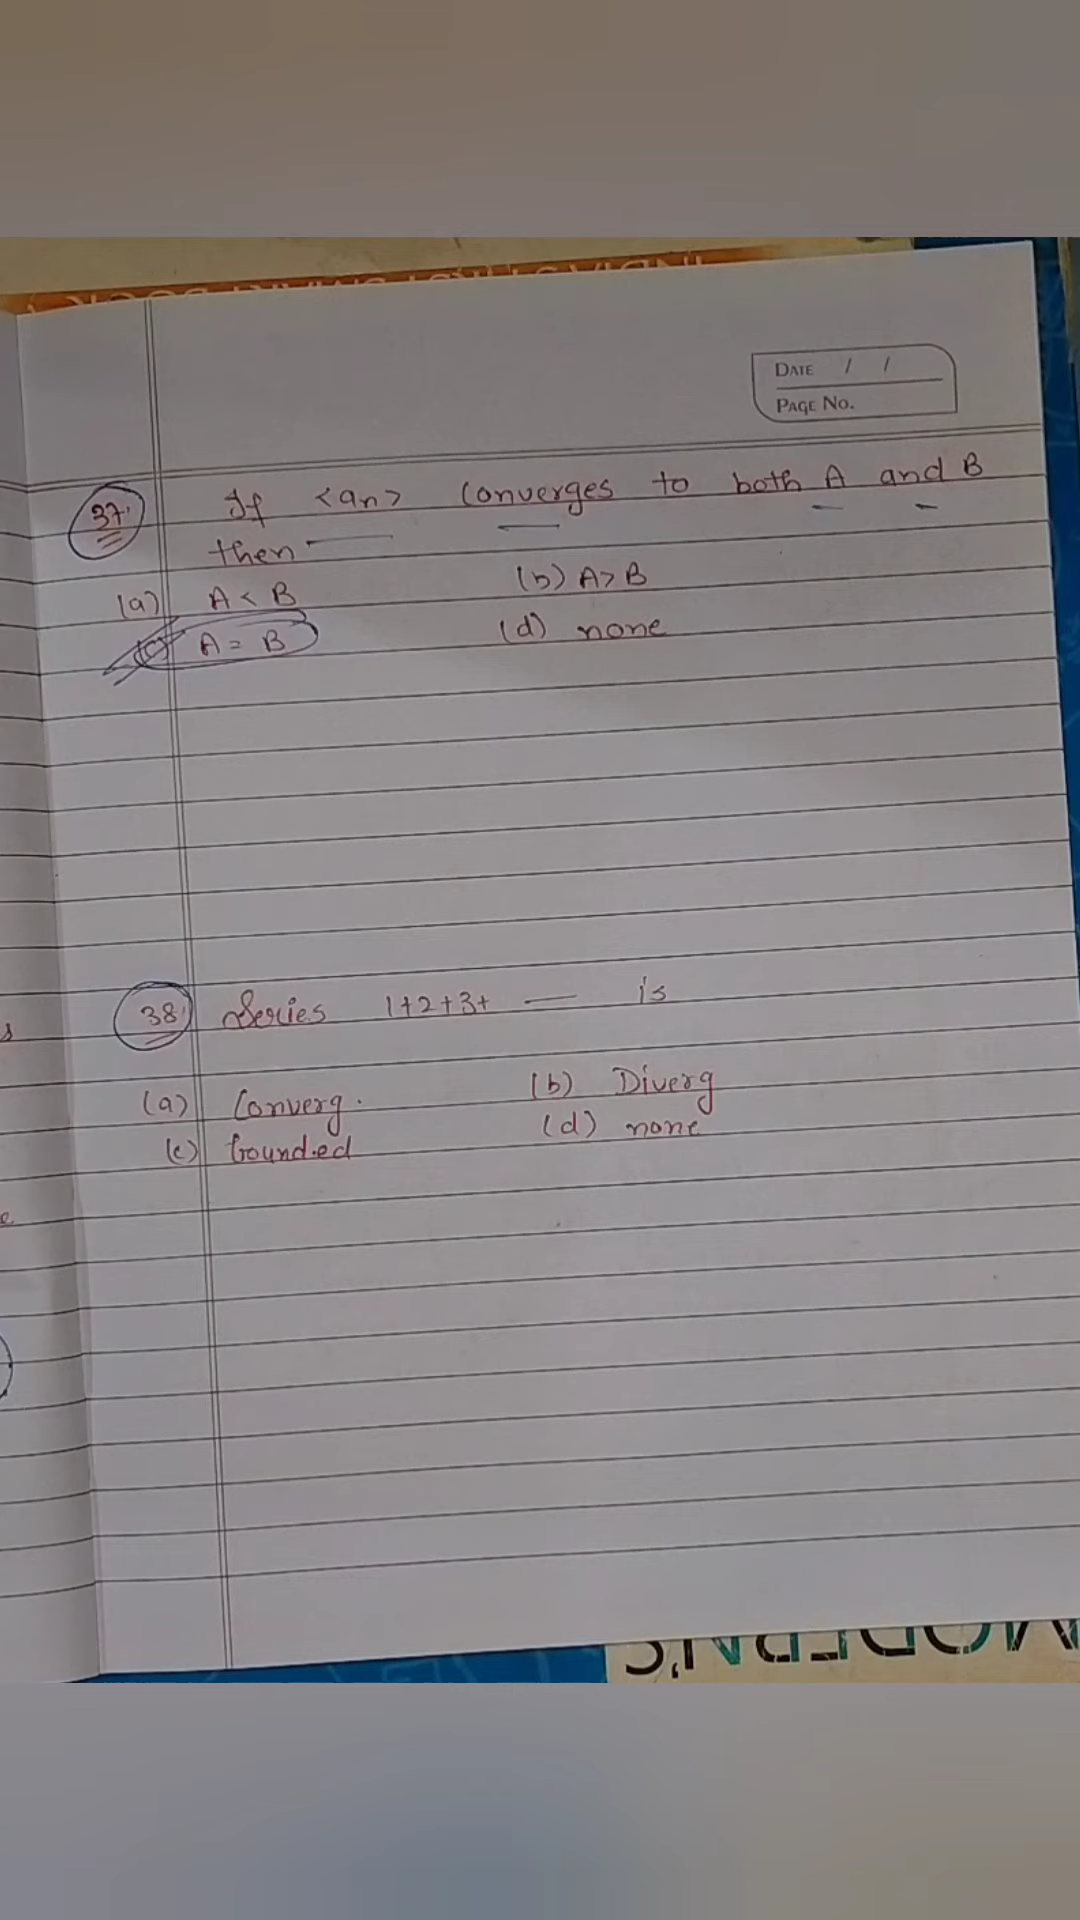 DATE / /
PAGE No.
37. If <an> Converges to both A and B
then —
(a) A < B (b) A > B
(c) A = B (d) none
38. Series 1+2+3+ — is
(a) Converg. (b) Diverg
(c) bounded (d) none
MODERN'S